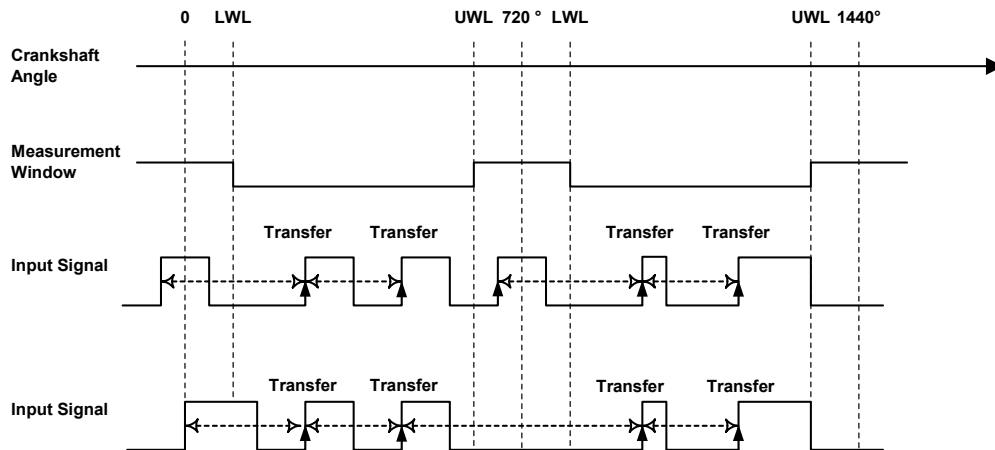 0 LWL UWL 720 ° LWL UWL 1440°
Crankshaft
Angle
Measurement
Window
Transfer Transfer Transfer Transfer
Input Signal
Transfer Transfer Transfer Transfer
Input Signal